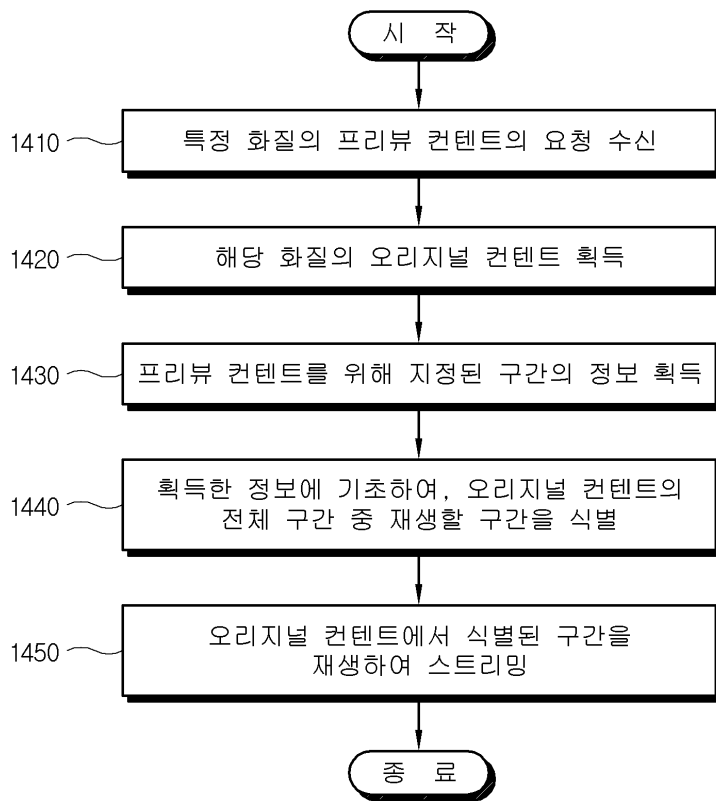 시 작
1410
특정 화질의 프리뷰 컨텐트의 요청 수신
1420
해당 화질의 오리지널 컨텐트 획득
1430
프리뷰 컨텐트를 위해 지정된 구간의 정보 획득
1440
획득한 정보에 기초하여, 오리지널 컨텐트의
전체 구간 중 재생할 구간을 식별
1450
오리지널 컨텐트에서 식별된 구간을
재생하여 스트리밍
종 료